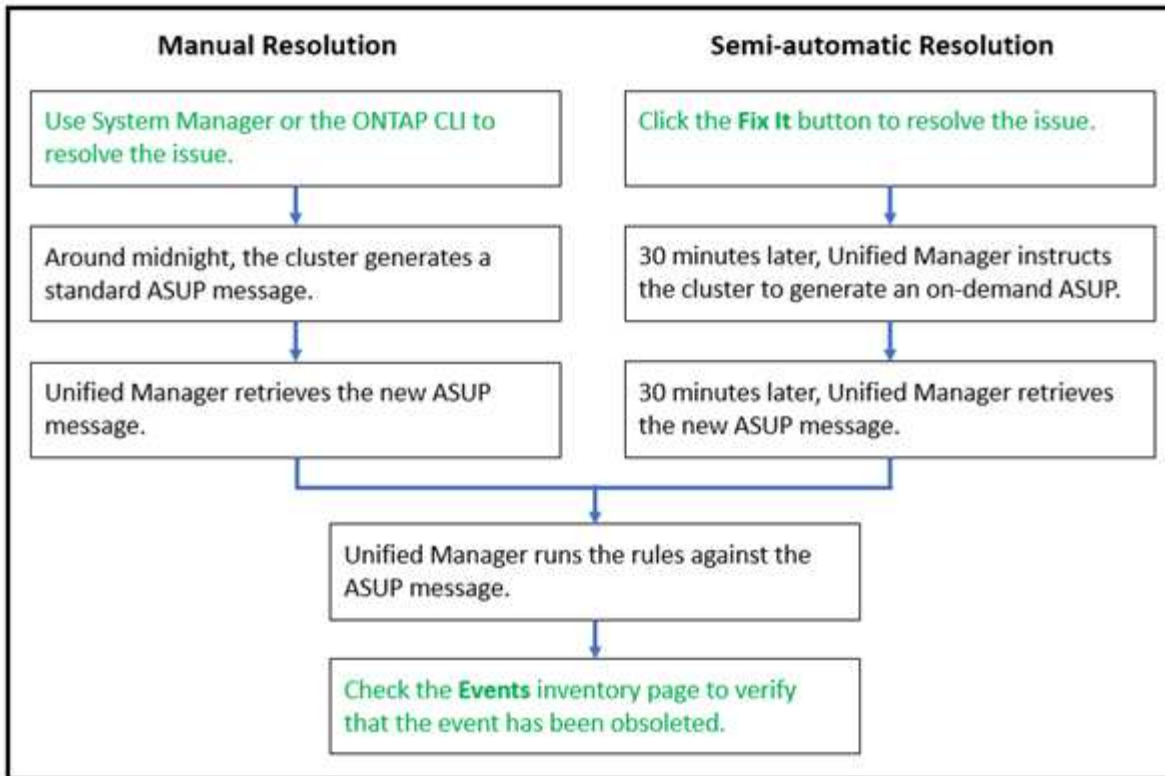 Manual Resolution
Use System Manager or the ONTAP CLI to
resolve the issue.
Around midnight, the cluster generates a
standard ASUP message.
Unified Manager retrieves the new ASUP
message.
Semi-automatic Resolution
Click the Fix It button to resolve the issue.
30 minutes later, Unified Manager instructs
the cluster to generate an on-demand ASUP.
30 minutes later, Unified Manager retrieves
the new ASUP message.
Unified Manager runs the rules against the
ASUP message.
Check the Events inventory page to verify
that the event has been obsoleted.